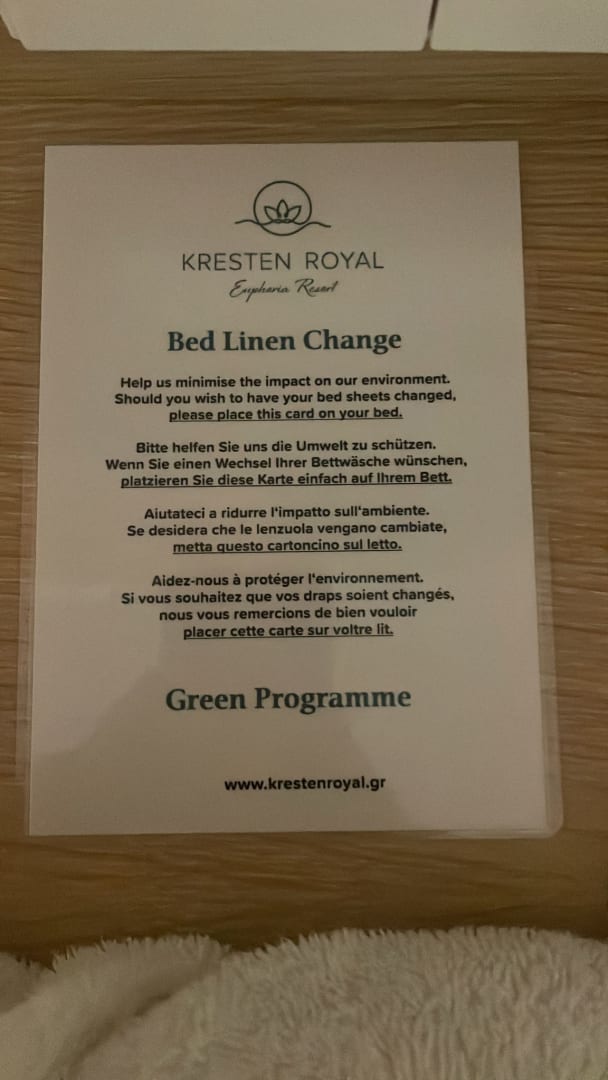 KRESTEN ROYAL
Euphoria Resort
Bed Linen Change
Help us minimise the impact on our environment.
Should you wish to have your bed sheets changed,
please place this card on your bed.
Bitte helfen Sie uns die Umwelt zu schützen.
Wenn Sie einen Wechsel Ihrer Bettwäsche wünschen,
platzieren Sie diese Karte einfach auf Ihrem Bett.
Aiutateci a ridurre l'impatto sull'ambiente.
Se desidera che le lenzuola vengano cambiate,
metta questo cartoncino sul letto.
Aidez-nous à protéger l'environnement.
Si vous souhaitez que vos draps soient changés,
nous vous remercions de bien vouloir
placer cette carte sur voltre lit.
Green Programme
www.krestenroyal.gr